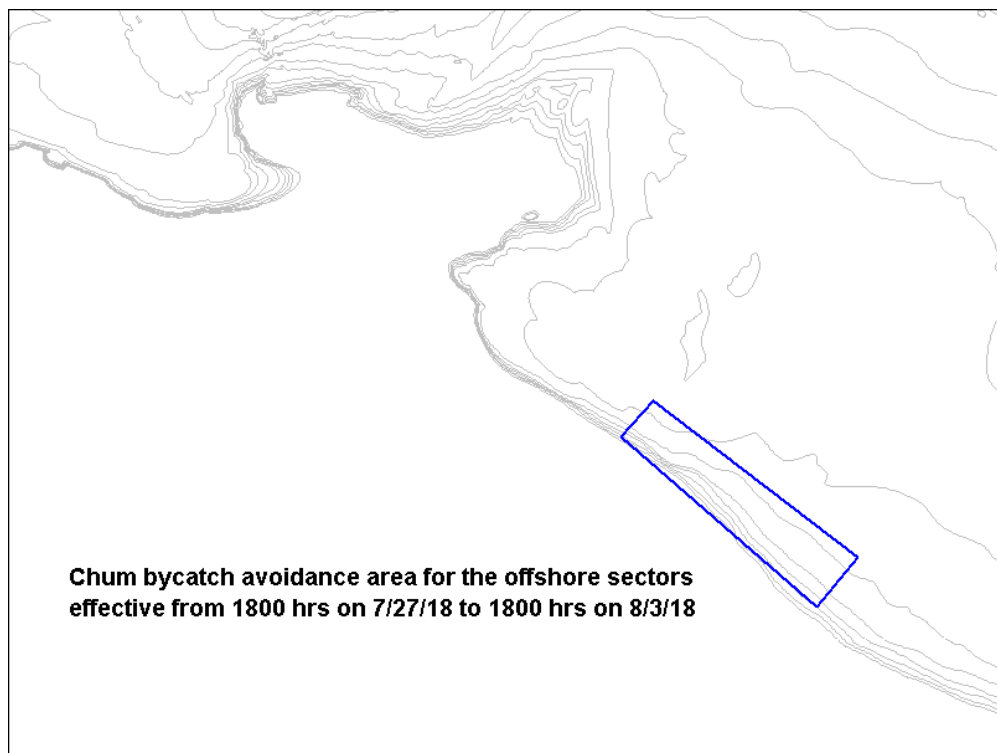 Chum bycatch avoidance area for the offshore sectors
effective from 1800 hrs on 7/27/18 to 1800 hrs on 8/3/18